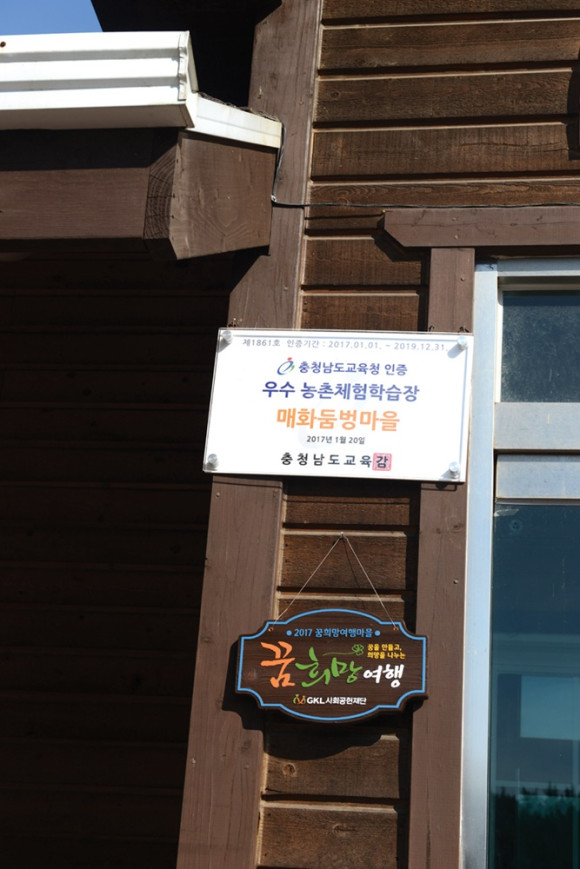 제1861호 인증기간 : 2017.01.01. ~ 2019.12.31.
충청남도교육청 인증
우수 농촌체험학습장
매화둠벙마을
2017년 1월 20일
충청남도교육감
2017 꿈희망여행마을
꿈을 만들고,
희망을 나누는
꿈희망여행
GKL사회공헌재단